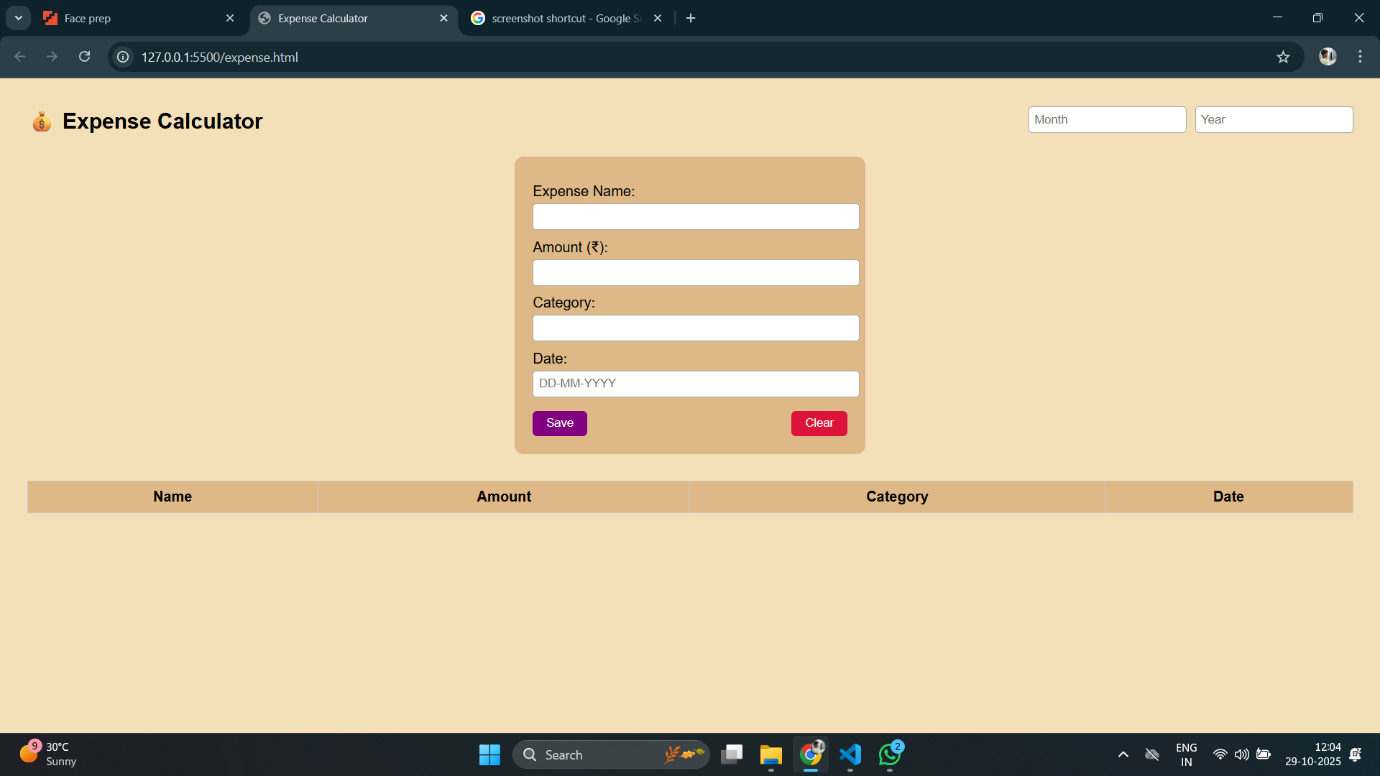 Face prep
Expense Calculator
screenshot shortcut - Google S
127.0.0.1:5500/expense.html
Expense Calculator
Month
Year
Expense Name:
Amount (₹):
Category:
Date:
DD-MM-YYYY
Save
Clear
Name Amount Category Date
9
30°C
Sunny
Search
2
ENG
IN
12:04
29-10-2025